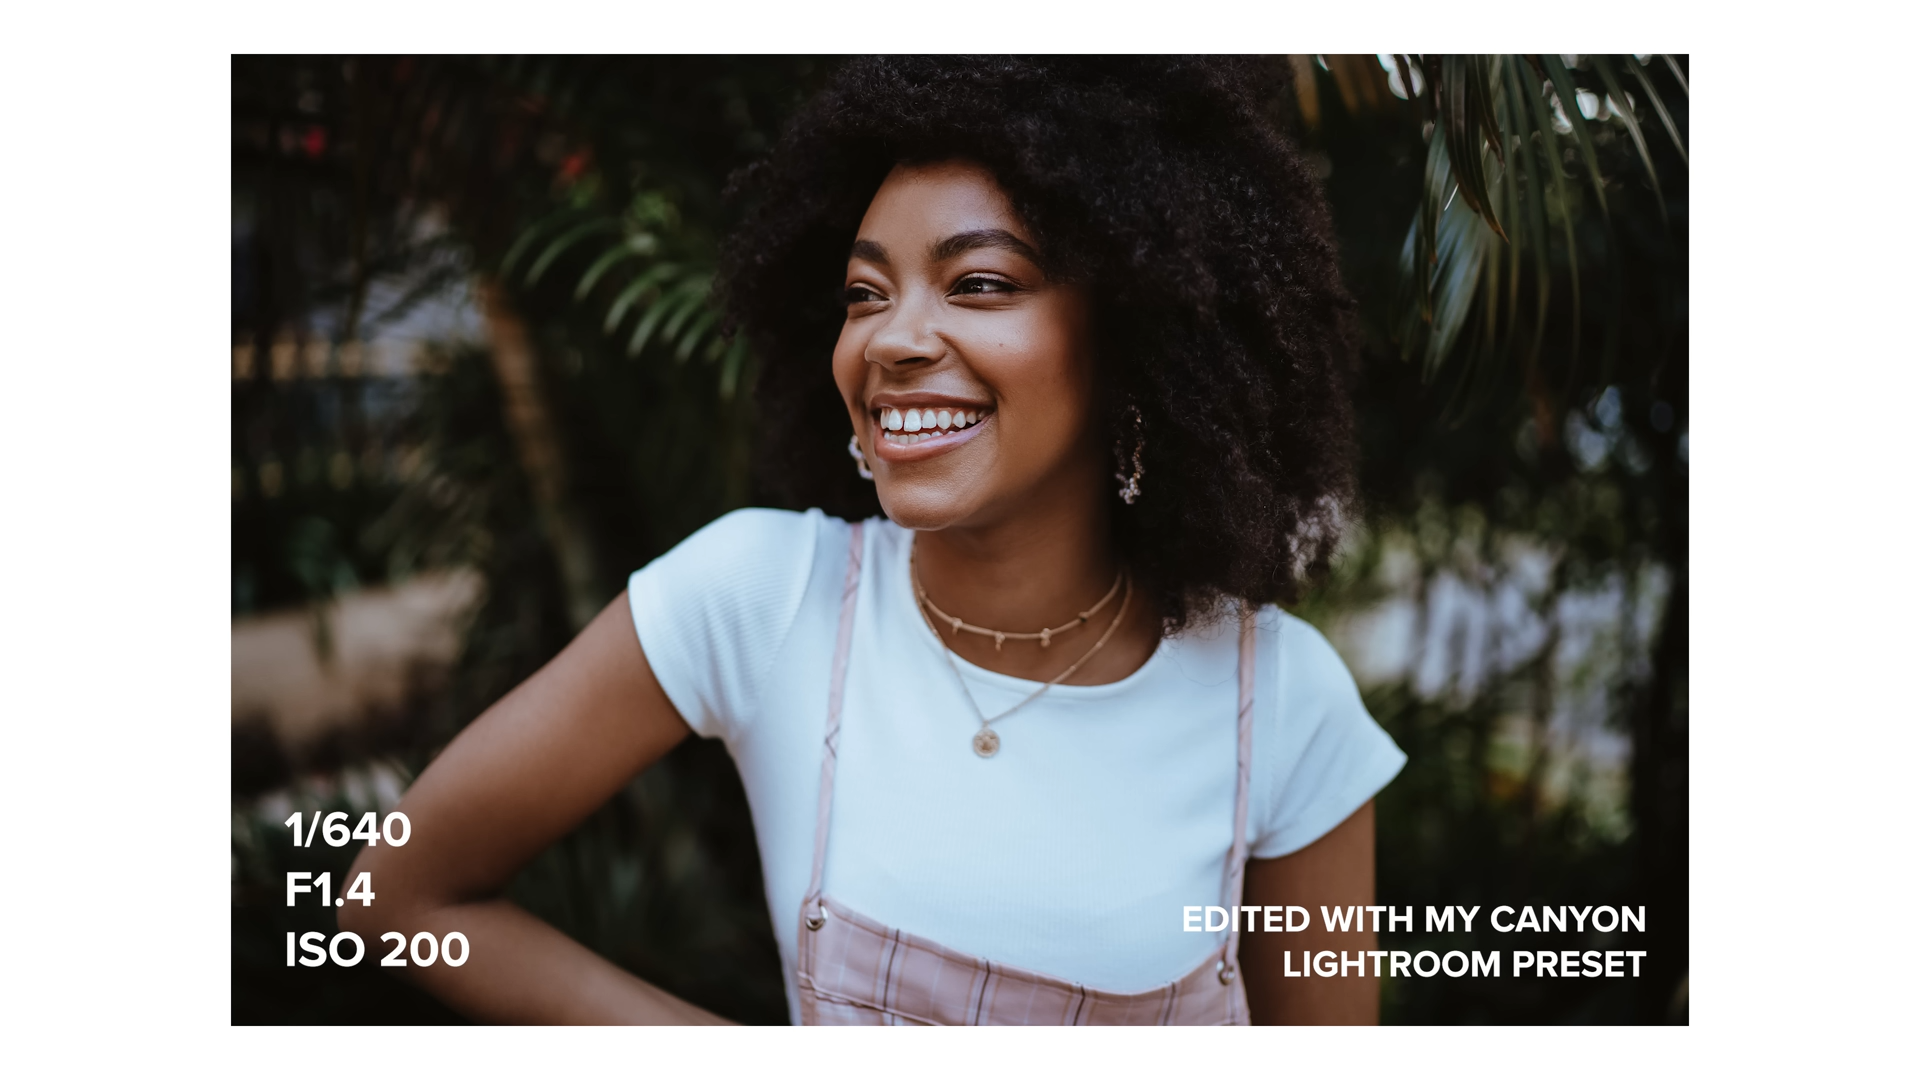 1/640
F1.4
ISO 200
EDITED WITH MY CANYON
LIGHTROOM PRESET